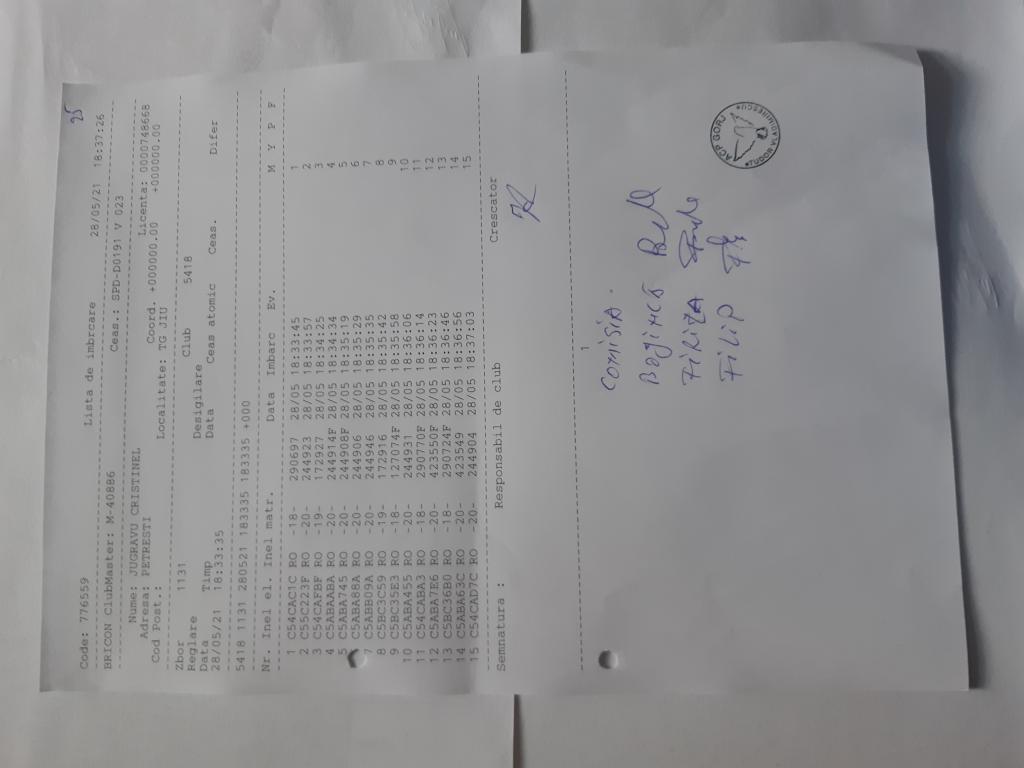 25
Code: 776559 Lista de imbrcare 28/05/21 18:37:26
BRICON ClubMaster: M-40886 Ceas.: SPD-D0191 V 023
Nume: JUGRAVU CRISTINEL Licenta: 0000748668
Adresa: PETRESTI Coord. +000000.00 +000000.00
Cod Post.: Localitate: TG JIU
Zbor 1131 Club 5418
Reglare Desigilare
Data Timp Data Ceas atomic Ceas. Difer
28/05/21 18:33:35
5418 1131 280521 183335 183335 +000
Nr. Inel el. Inel matr. Data Imbarc Ev. M Y P F
1 C54CAC1C RO -18- 290697 28/05 18:33:45 1
2 C55C223F RO -20- 244923 28/05 18:33:57 2
3 C54CAFBF RO -19- 172927 28/05 18:34:25 3
4 C5ABAABA RO -20- 244914F 28/05 18:34:34 4
5 C5ABA745 RO -20- 244908F 28/05 18:35:19 5
6 C5ABA88A RO -20- 244906 28/05 18:35:29 6
7 C5ABB09A RO -20- 244946 28/05 18:35:35 7
8 C5BC3C59 RO -19- 172916 28/05 18:35:42 8
9 C5BC35E3 RO -18- 127074F 28/05 18:35:58 9
10 C5ABA455 RO -20- 244931 28/05 18:36:06 10
11 C54CABA3 RO -18- 290770F 28/05 18:36:14 11
12 C5ABA7E6 RO -20- 423550F 28/05 18:36:23 12
13 C5BC36B0 RO -18- 290724F 28/05 18:36:46 13
14 C5ABA63C RO -20- 423549 28/05 18:36:56 14
15 C54CAD7C RO -20- 244904 28/05 18:37:03 15
Semnatura : Responsabil de club Crescator
1
COMISIA.
FILIP
ACP GORJ
TUDOR VLADIMIRESCU